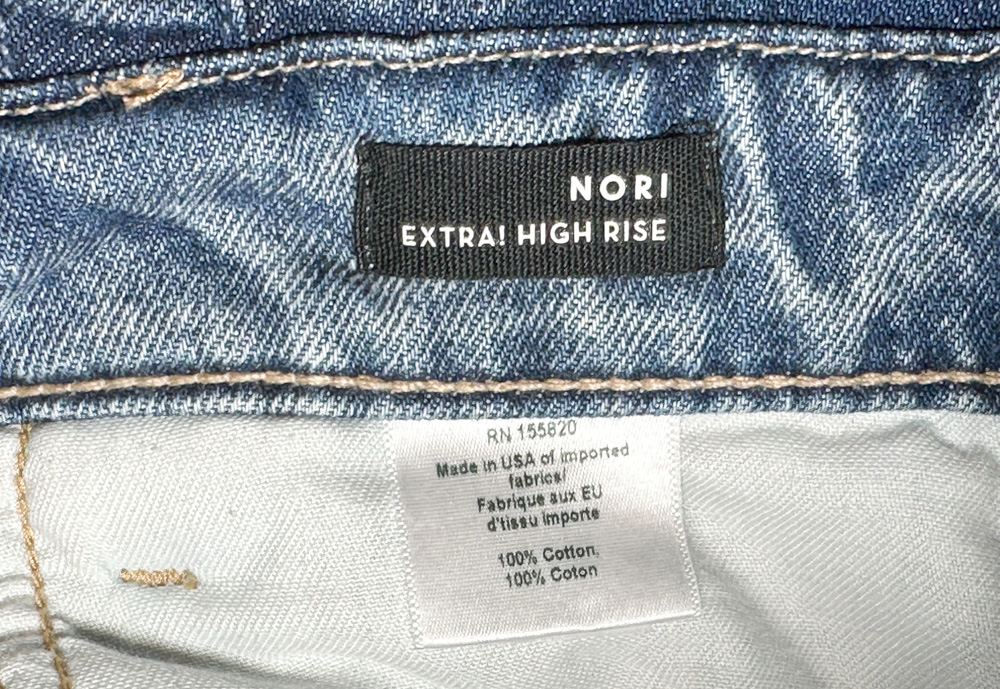 NORI
EXTRA! HIGH RISE
RN 155820
Made in USA of imported
fabrics/
Fabrique aux EU
d'tissu importe
100% Cotton,
100% Coton